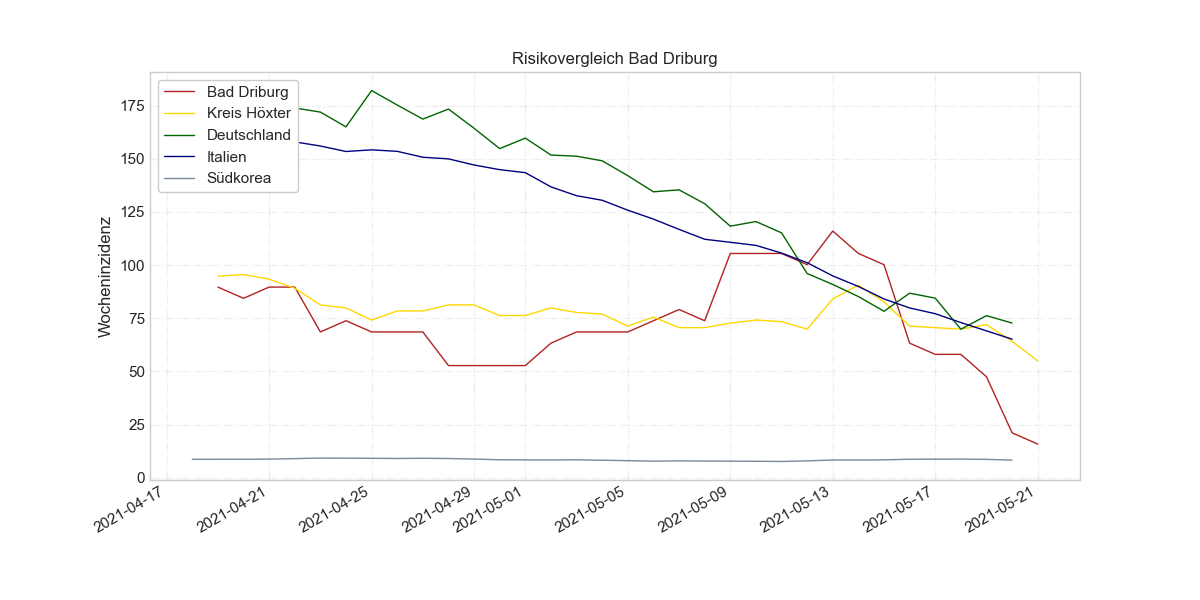 Risikovergleich Bad Driburg
Bad Driburg
Kreis Höxter
Deutschland
Italien
Südkorea
Wocheninzidenz
175
150
125
100
75
50
25
0
2021-04-17
2021-04-21
2021-04-25
2021-04-29
2021-05-01
2021-05-05
2021-05-09
2021-05-13
2021-05-17
2021-05-21